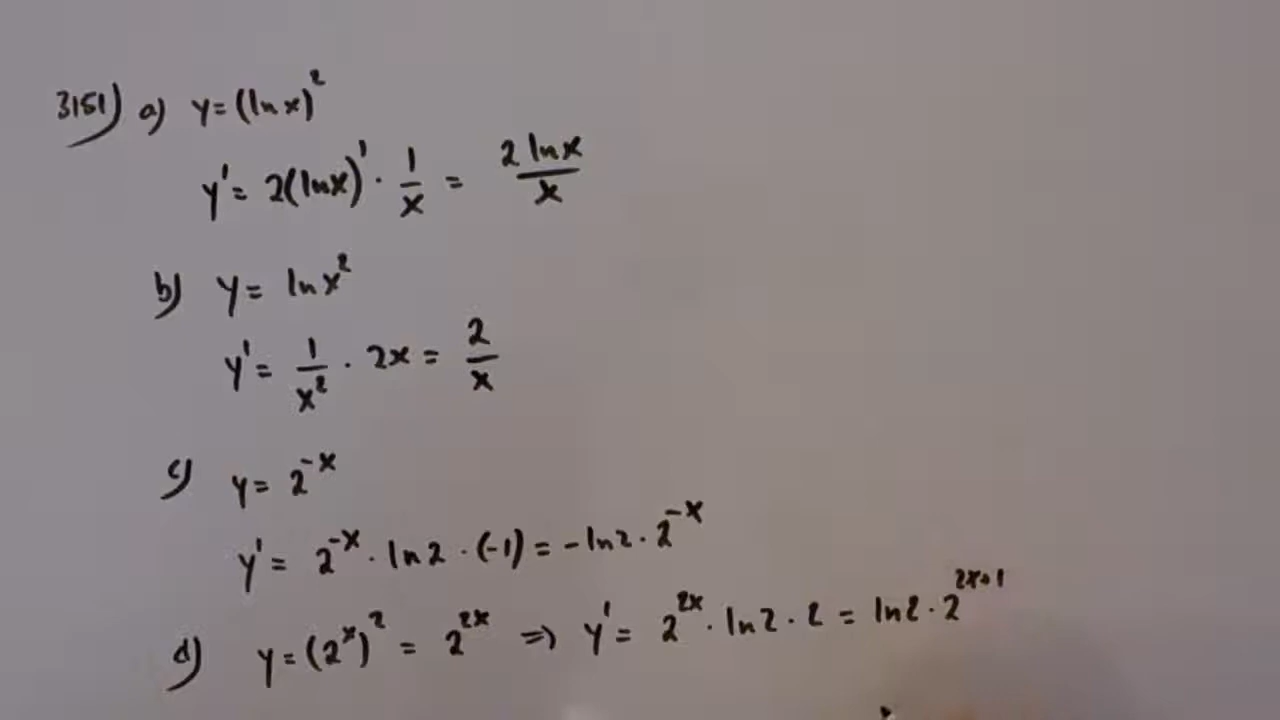 3151) a) y = (ln x)²
y' = 2(ln x)¹ · 1/x = 2 ln x / x
b) y = ln x²
y' = 1/x² · 2x = 2/x
c) y = 2⁻ˣ
y' = 2⁻ˣ · ln 2 · (-1) = -ln 2 · 2⁻ˣ
d) y = (2ˣ)² = 2²ˣ ⇒ y' = 2²ˣ · ln 2 · 2 = ln 2 · 2²ˣ⁺¹